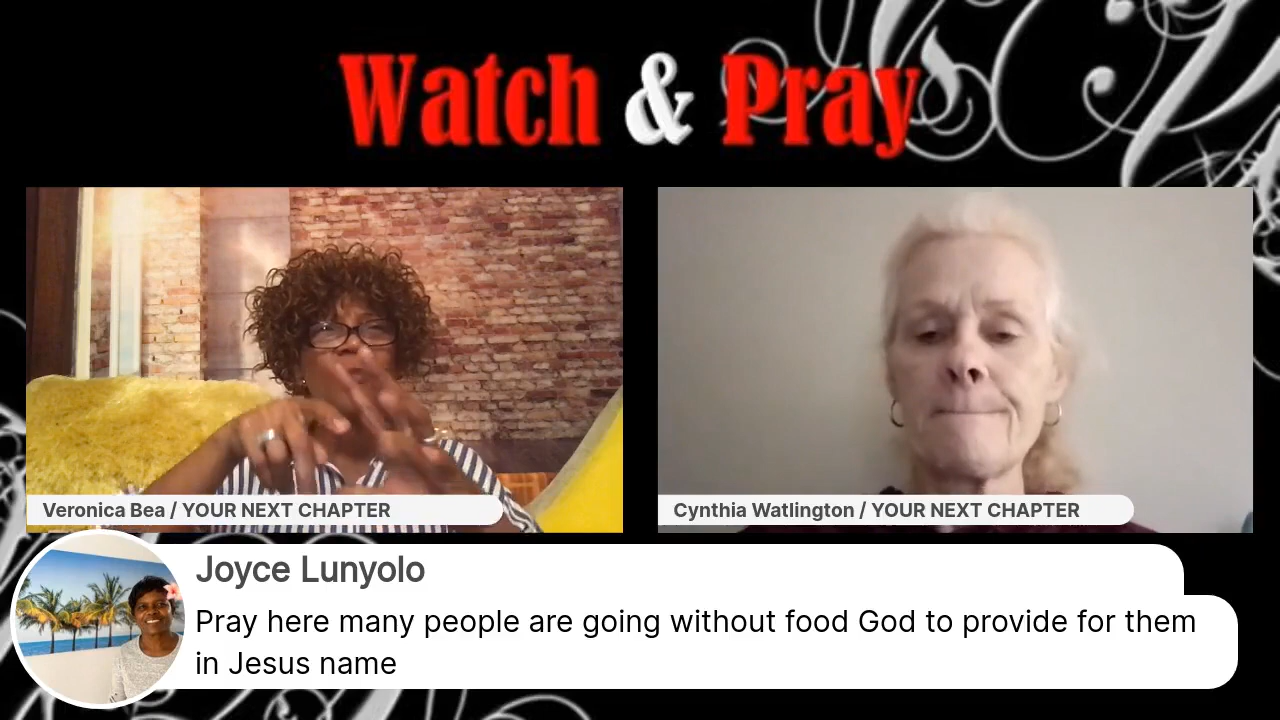 Watch & Pray
Veronica Bea / YOUR NEXT CHAPTER
Cynthia Watlington / YOUR NEXT CHAPTER
Joyce Lunyolo
Pray here many people are going without food God to provide for them
in Jesus name